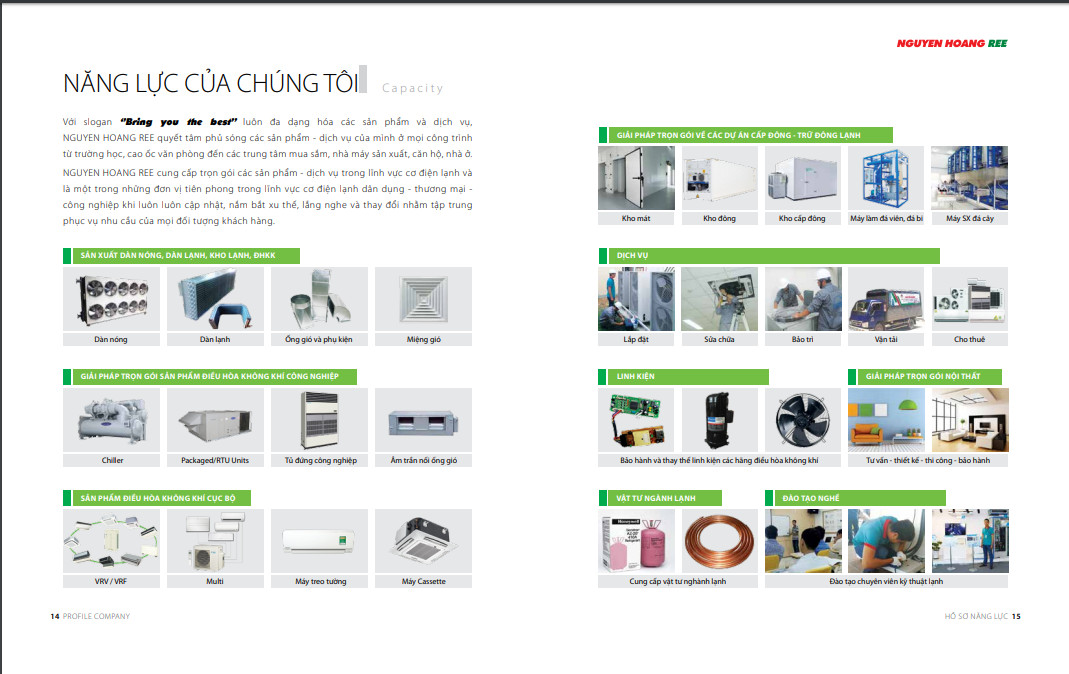 NGUYEN HOANG REE
NĂNG LỰC CỦA CHÚNG TÔI
Capacity
Với slogan "Bring you the best" luôn đa dạng hóa các sản phẩm và dịch vụ,
NGUYEN HOANG REE quyết tâm phủ sóng các sản phẩm - dịch vụ của mình ở mọi công trình
từ trường học, cao ốc văn phòng đến các trung tâm mua sắm, nhà máy sản xuất, căn hộ, nhà ở.
NGUYEN HOANG REE cung cấp trọn gói các sản phẩm - dịch vụ trong lĩnh vực cơ điện lạnh và
là một trong những đơn vị tiên phong trong lĩnh vực cơ điện lạnh dân dụng - thương mại -
công nghiệp khi luôn luôn cập nhật, nắm bắt xu thế, lắng nghe và thay đổi nhằm tập trung
phục vụ nhu cầu của mọi đối tượng khách hàng.
SẢN XUẤT DÀN NÓNG, DÀN LẠNH, KHO LẠNH, ĐHKK
Dàn nóng
Dàn lạnh
Ống gió và phụ kiện
Miệng gió
GIẢI PHÁP TRỌN GÓI SẢN PHẨM ĐIỀU HÒA KHÔNG KHÍ CÔNG NGHIỆP
Chiller
Packaged/RTU Units
Tủ đứng công nghiệp
Âm trần nối ống gió
SẢN PHẨM ĐIỀU HÒA KHÔNG KHÍ CỤC BỘ
VRV / VRF
Multi
Máy treo tường
Máy Cassette
14 PROFILE COMPANY
GIẢI PHÁP TRỌN GÓI VỀ CÁC DỰ ÁN CẤP ĐÔNG - TRỮ ĐÔNG LẠNH
Kho mát
Kho đông
Kho cấp đông
Máy làm đá viên, đá bi
Máy SX đá cây
DỊCH VỤ
Lắp đặt
Sửa chữa
Bảo trì
Vận tải
Cho thuê
LINH KIỆN
Bảo hành và thay thế linh kiện các hãng điều hòa không khí
GIẢI PHÁP TRỌN GÓI NỘI THẤT
Tư vấn - thiết kế - thi công - bảo hành
VẬT TƯ NGÀNH LẠNH
Honeywell
Cung cấp vật tư nghành lạnh
ĐÀO TẠO NGHỀ
Đào tạo chuyên viên kỹ thuật lạnh
HỒ SƠ NĂNG LỰC 15